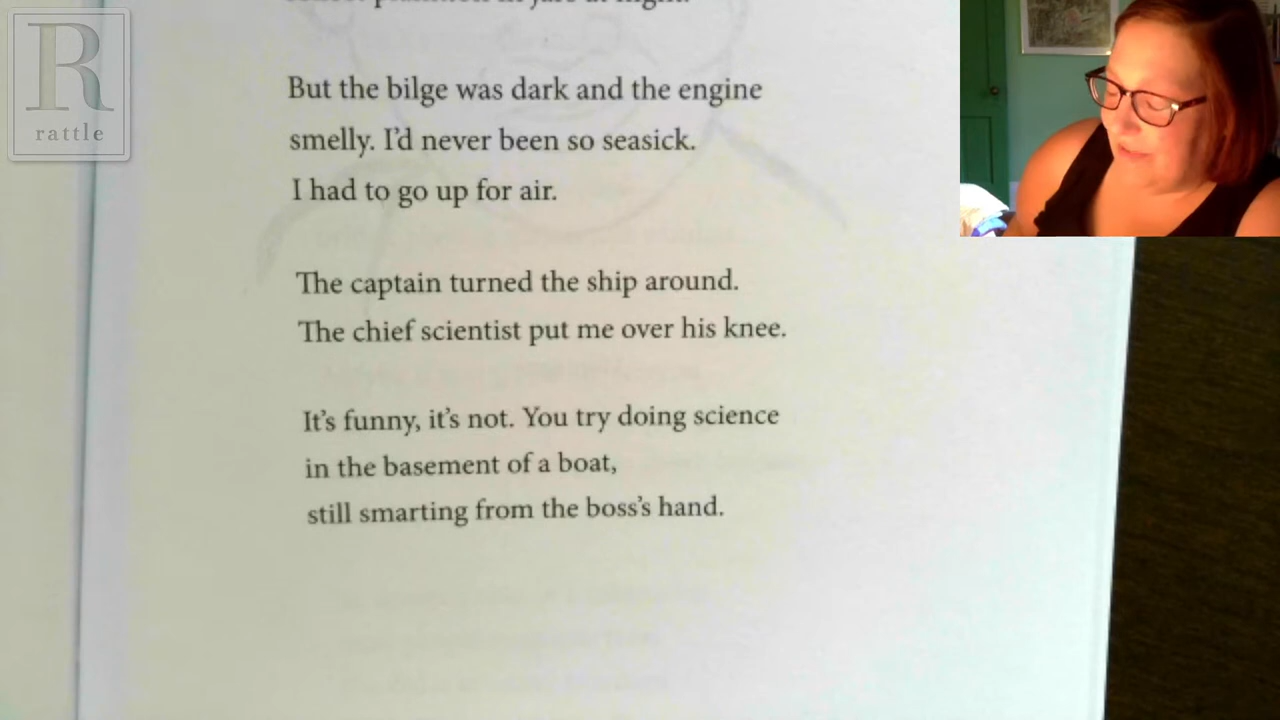 R
rattle
But the bilge was dark and the engine
smelly. I'd never been so seasick.
I had to go up for air.
The captain turned the ship around.
The chief scientist put me over his knee.
It's funny, it's not. You try doing science
in the basement of a boat,
still smarting from the boss's hand.